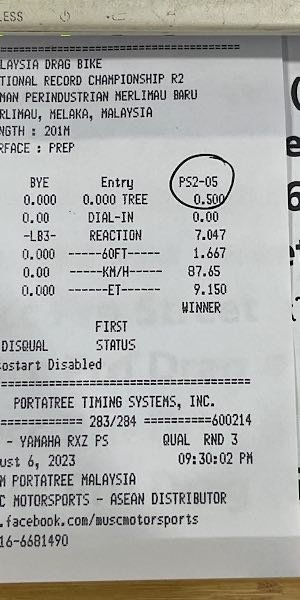 LESS
LAYSIA DRAG BIKE
TIONAL RECORD CHAMPIONSHIP R2
MAN PERINDUSTRIAN MERLIMAU BARU
RLIMAU, MELAKA, MALAYSIA
NGTH : 201M
RFACE : PREP
BYE Entry PS2-05
0.000 0.000 TREE 0.500
0.00 DIAL-IN 0.00
-LB3- REACTION 7.047
0.000 ------60FT----- 1.667
0.00 -----KM/H----- 87.65
0.000 ------ET------ 9.150
WINNER
FIRST
DISQUAL STATUS
tostart Disabled
PORTATREE TIMING SYSTEMS, INC.
============ 283/284 ==========600214
- YAMAHA RXZ PS QUAL RND 3
ust 6, 2023 09:30:02 PM
M PORTATREE MALAYSIA
C MOTORSPORTS - ASEAN DISTRIBUTOR
.facebook.com/muscmotorsports
16-6681490